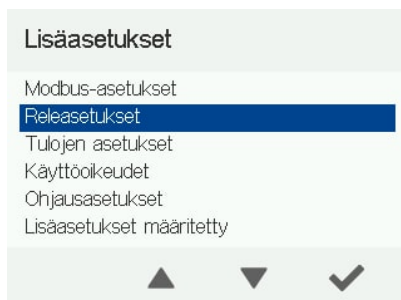 Lisäasetukset
Modbus-asetukset
Releasetukset
Tulojen asetukset
Käyttöoikeudet
Ohjausasetukset
Lisäasetukset määritetty